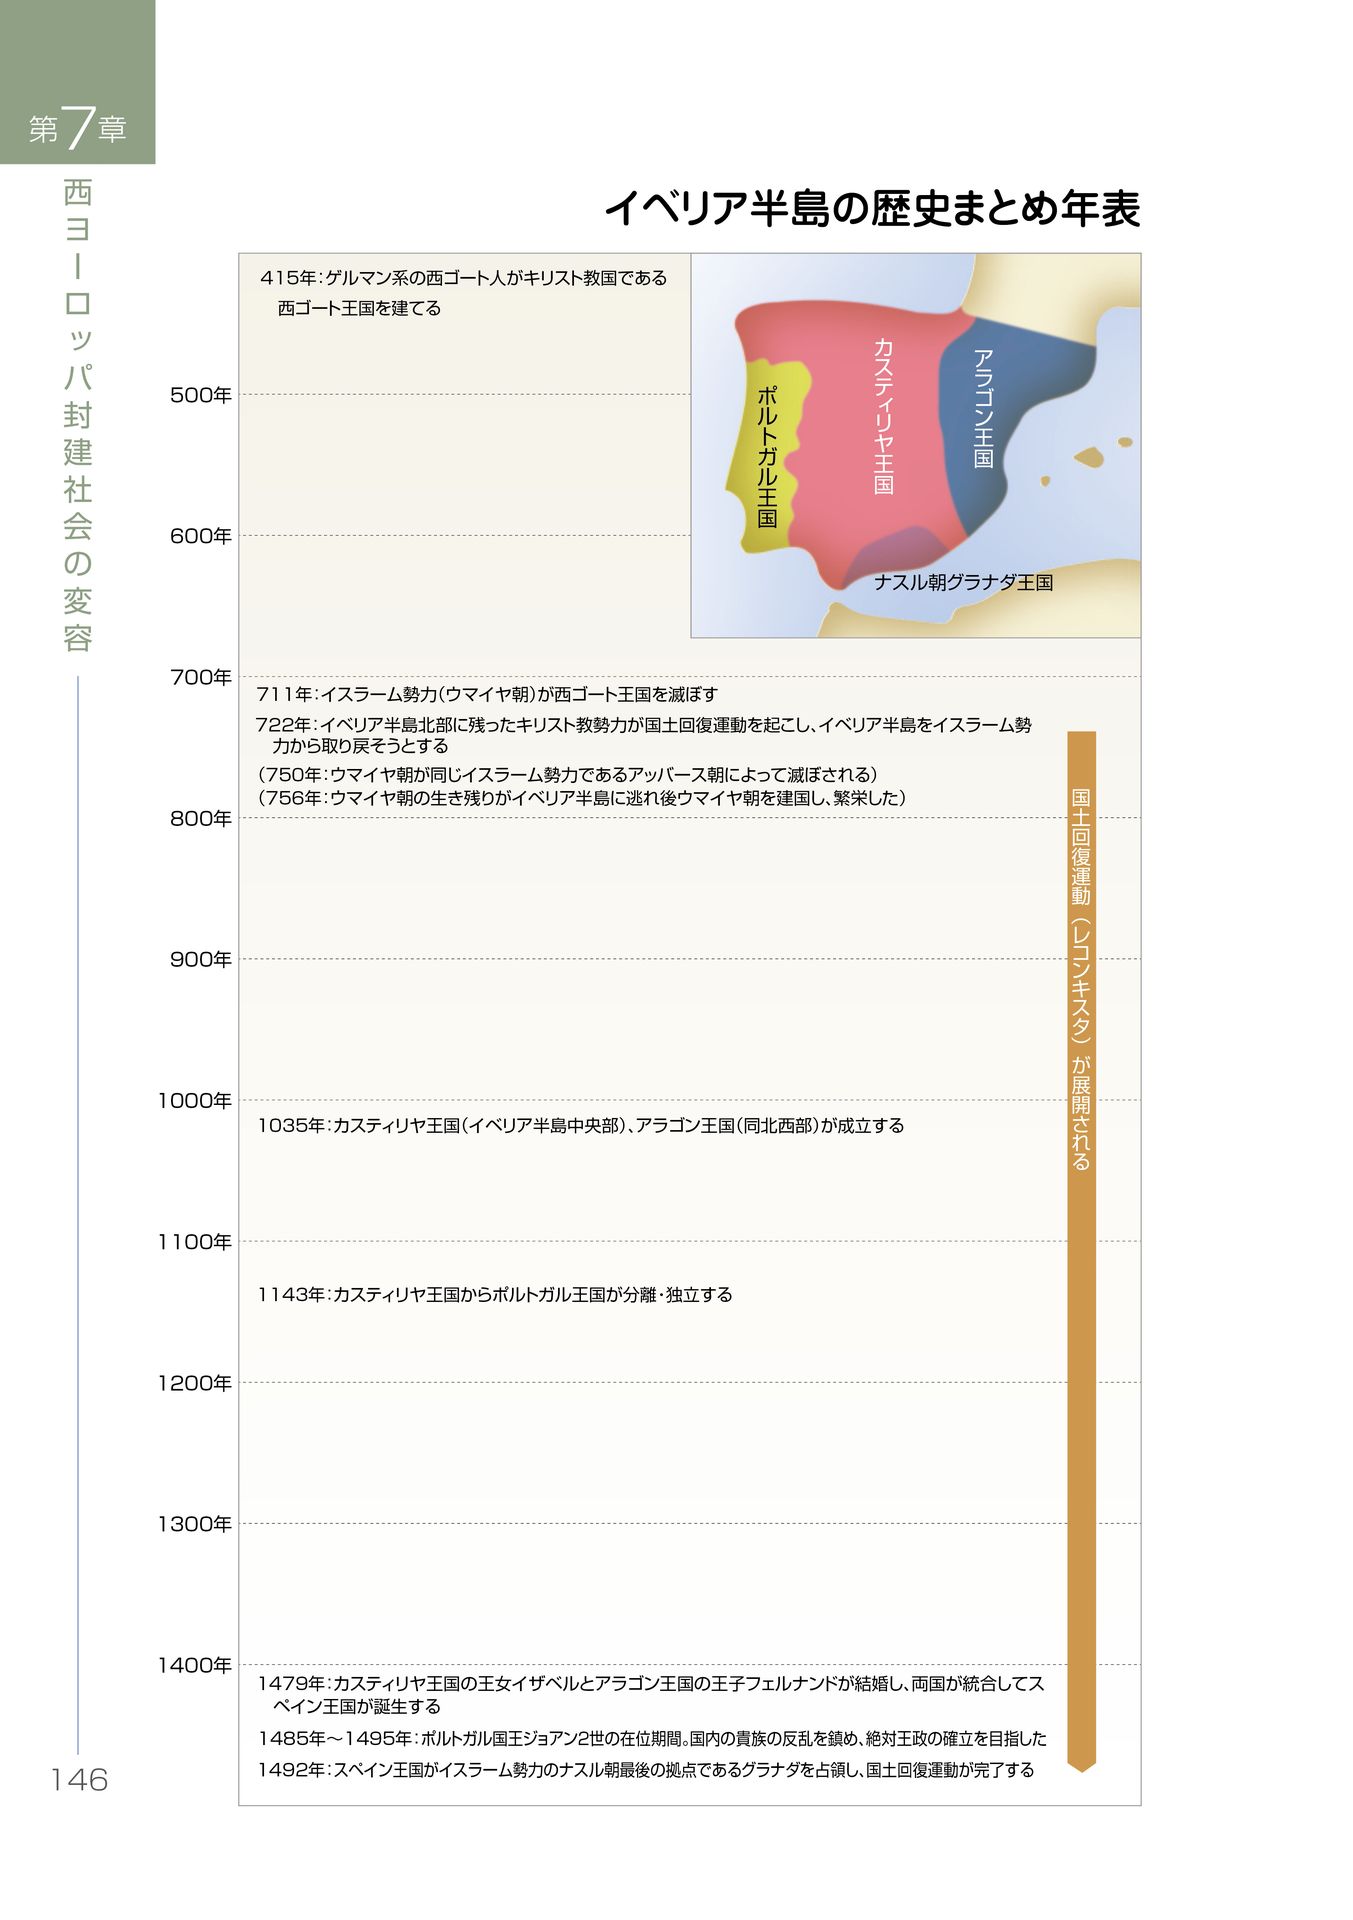 第7章
西ヨーロッパ封建社会の変容
イベリア半島の歴史まとめ年表
415年：ゲルマン系の西ゴート人がキリスト教国である
西ゴート王国を建てる
ポルトガル王国
カスティリヤ王国
アラゴン王国
ナスル朝グラナダ王国
500年
600年
700年
711年：イスラーム勢力（ウマイヤ朝）が西ゴート王国を滅ぼす
722年：イベリア半島北部に残ったキリスト教勢力が国土回復運動を起こし、イベリア半島をイスラーム勢
力から取り戻そうとする
（750年：ウマイヤ朝が同じイスラーム勢力であるアッバース朝によって滅ぼされる）
（756年：ウマイヤ朝の生き残りがイベリア半島に逃れ後ウマイヤ朝を建国し、繁栄した）
800年
国土回復運動（レコンキスタ）が展開される
900年
1000年
1035年：カスティリヤ王国（イベリア半島中央部）、アラゴン王国（同北西部）が成立する
1100年
1143年：カスティリヤ王国からポルトガル王国が分離・独立する
1200年
1300年
1400年
1479年：カスティリヤ王国の王女イザベルとアラゴン王国の王子フェルナンドが結婚し、両国が統合してス
ペイン王国が誕生する
1485年〜1495年：ポルトガル国王ジョアン2世の在位期間。国内の貴族の反乱を鎮め、絶対王政の確立を目指した
1492年：スペイン王国がイスラーム勢力のナスル朝最後の拠点であるグラナダを占領し、国土回復運動が完了する
146